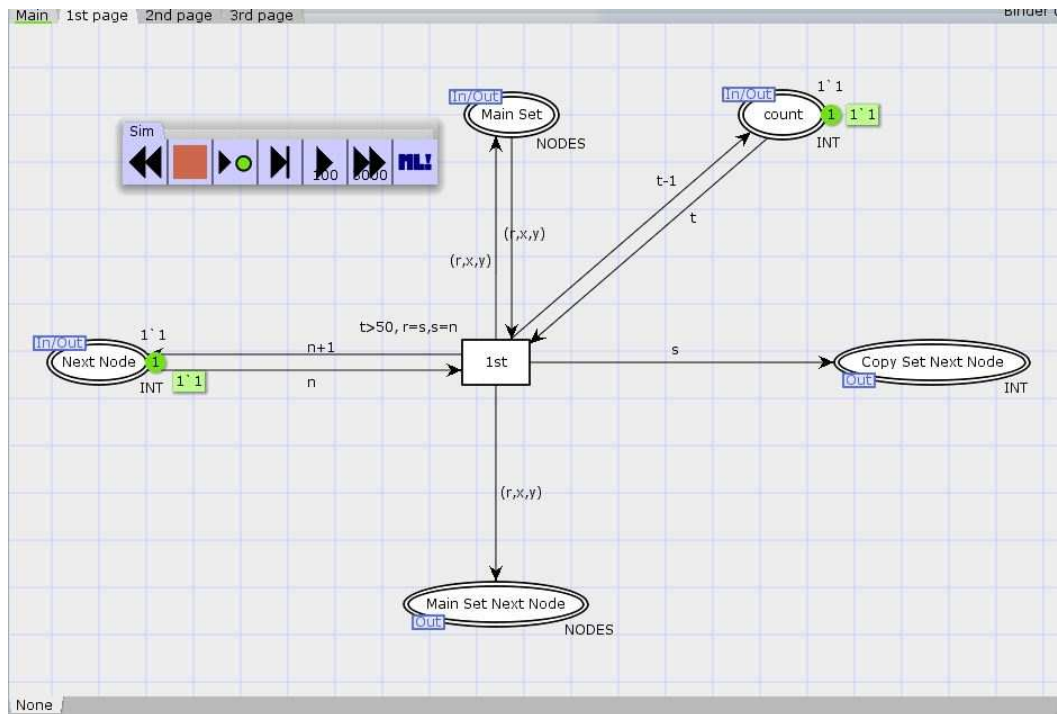 Main 1st page 2nd page 3rd page
In/Out
Main Set
NODES
In/Out
count
1`1
1
1`1
INT
Sim
100
ML!
t-1
t
(r,x,y)
(r,x,y)
t>50, r=s,s=n
In/Out
Next Node
1`1
1
INT
1`1
n+1
n
1st
s
Copy Set Next Node
Out
INT
(r,x,y)
Main Set Next Node
Out
NODES
None